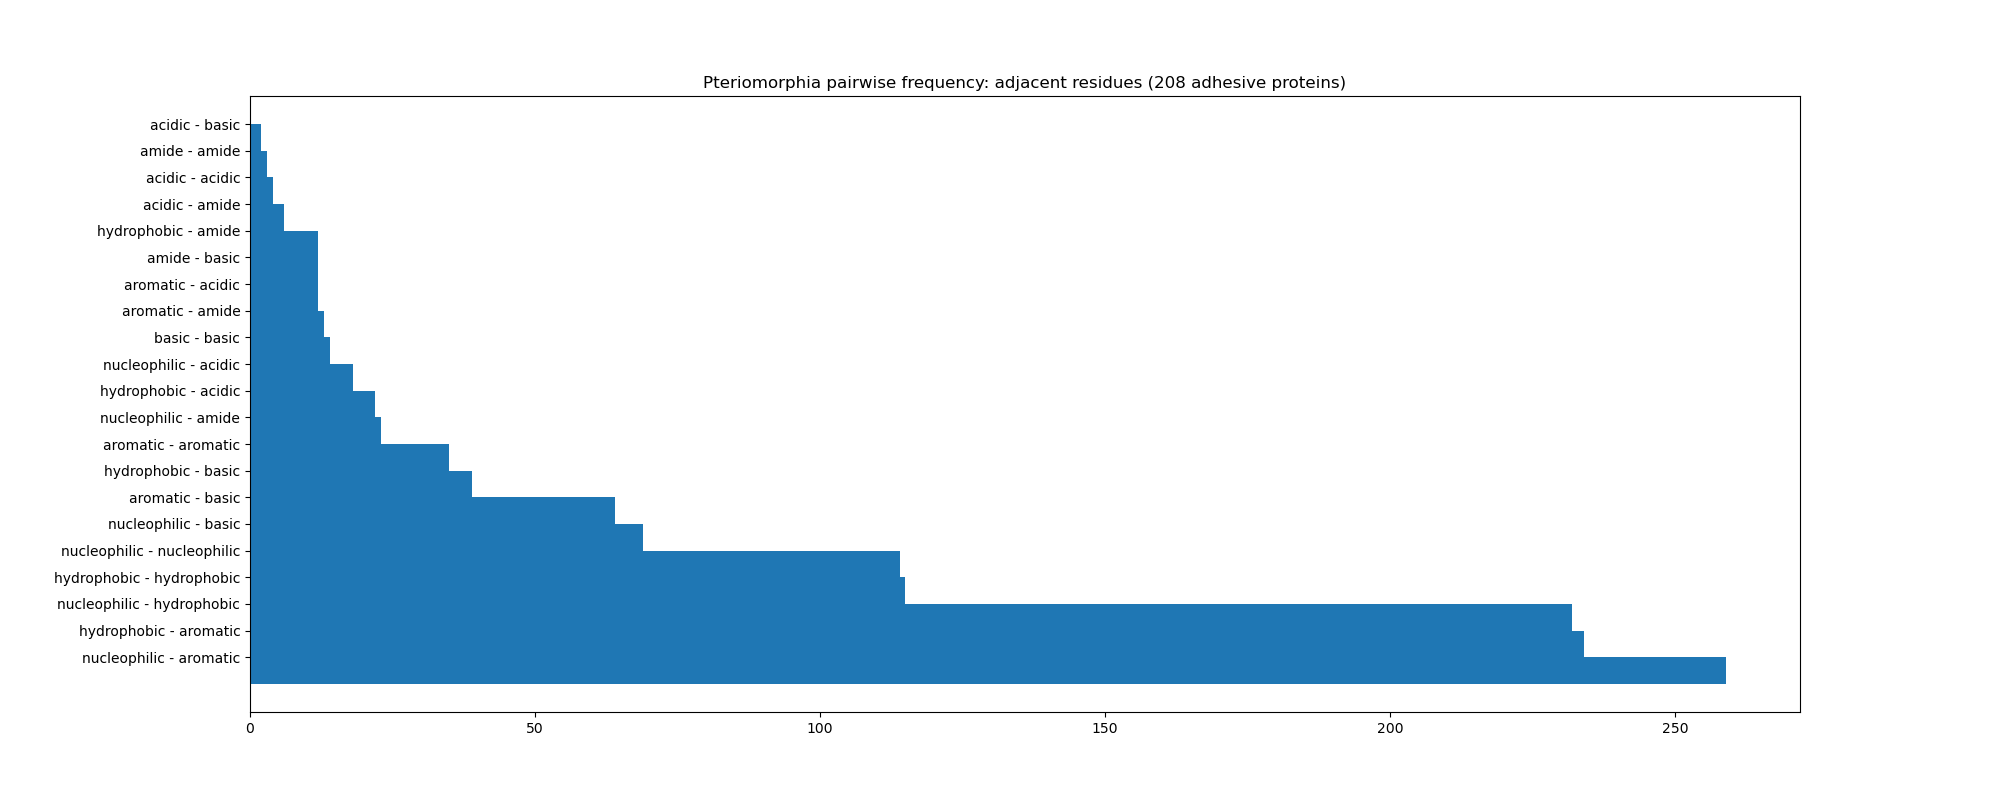 Pteriomorphia pairwise frequency: adjacent residues (208 adhesive proteins)
acidic - basic
amide - amide
acidic - acidic
acidic - amide
hydrophobic - amide
amide - basic
aromatic - acidic
aromatic - amide
basic - basic
nucleophilic - acidic
hydrophobic - acidic
nucleophilic - amide
aromatic - aromatic
hydrophobic - basic
aromatic - basic
nucleophilic - basic
nucleophilic - nucleophilic
hydrophobic - hydrophobic
nucleophilic - hydrophobic
hydrophobic - aromatic
nucleophilic - aromatic
0 50 100 150 200 250